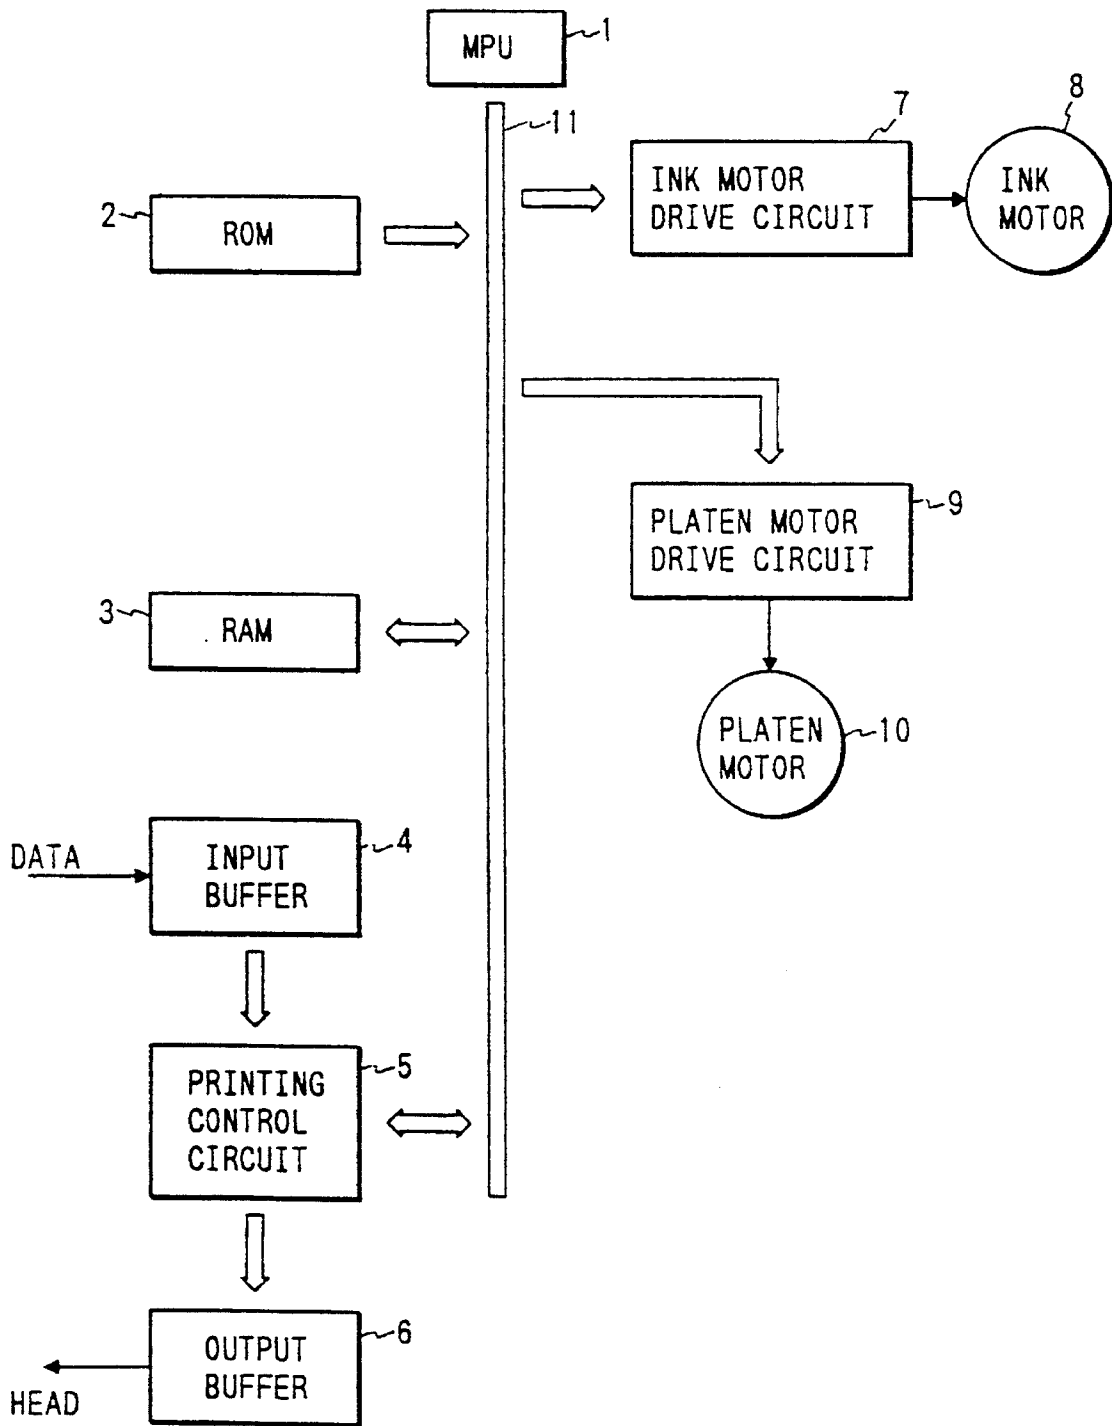 MPU
1
11
7
8
INK MOTOR
DRIVE CIRCUIT
INK
MOTOR
2
ROM
9
PLATEN MOTOR
DRIVE CIRCUIT
3
RAM
PLATEN
MOTOR
10
4
DATA
INPUT
BUFFER
5
PRINTING
CONTROL
CIRCUIT
6
OUTPUT
BUFFER
HEAD